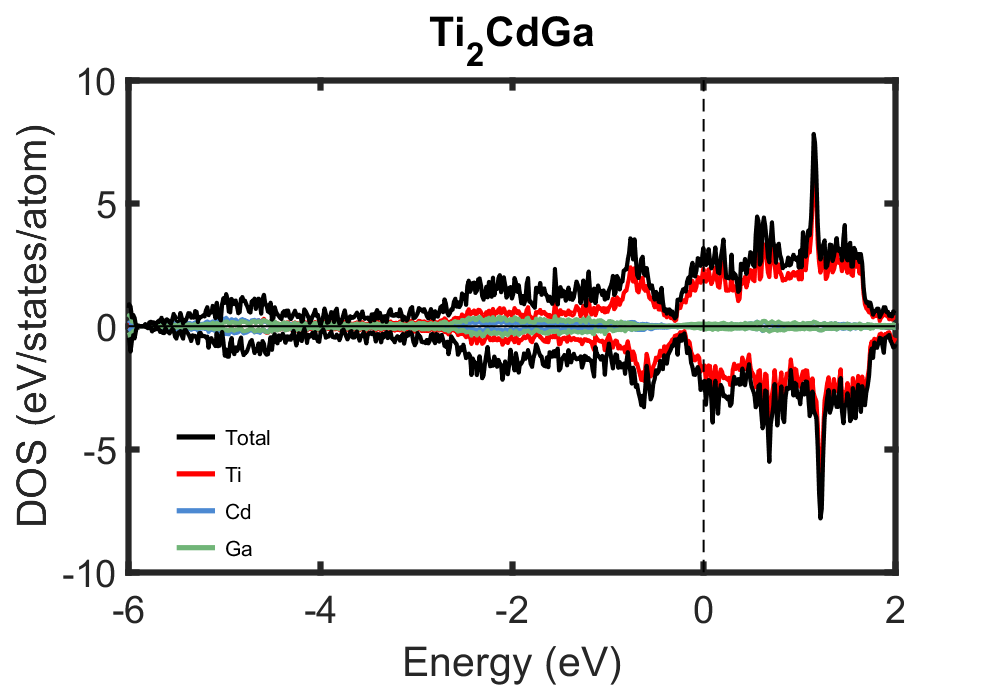 Ti₂CdGa
10
5
0
-5
-10
DOS (eV/states/atom)
Total
Ti
Cd
Ga
-6
-4
-2
0
2
Energy (eV)